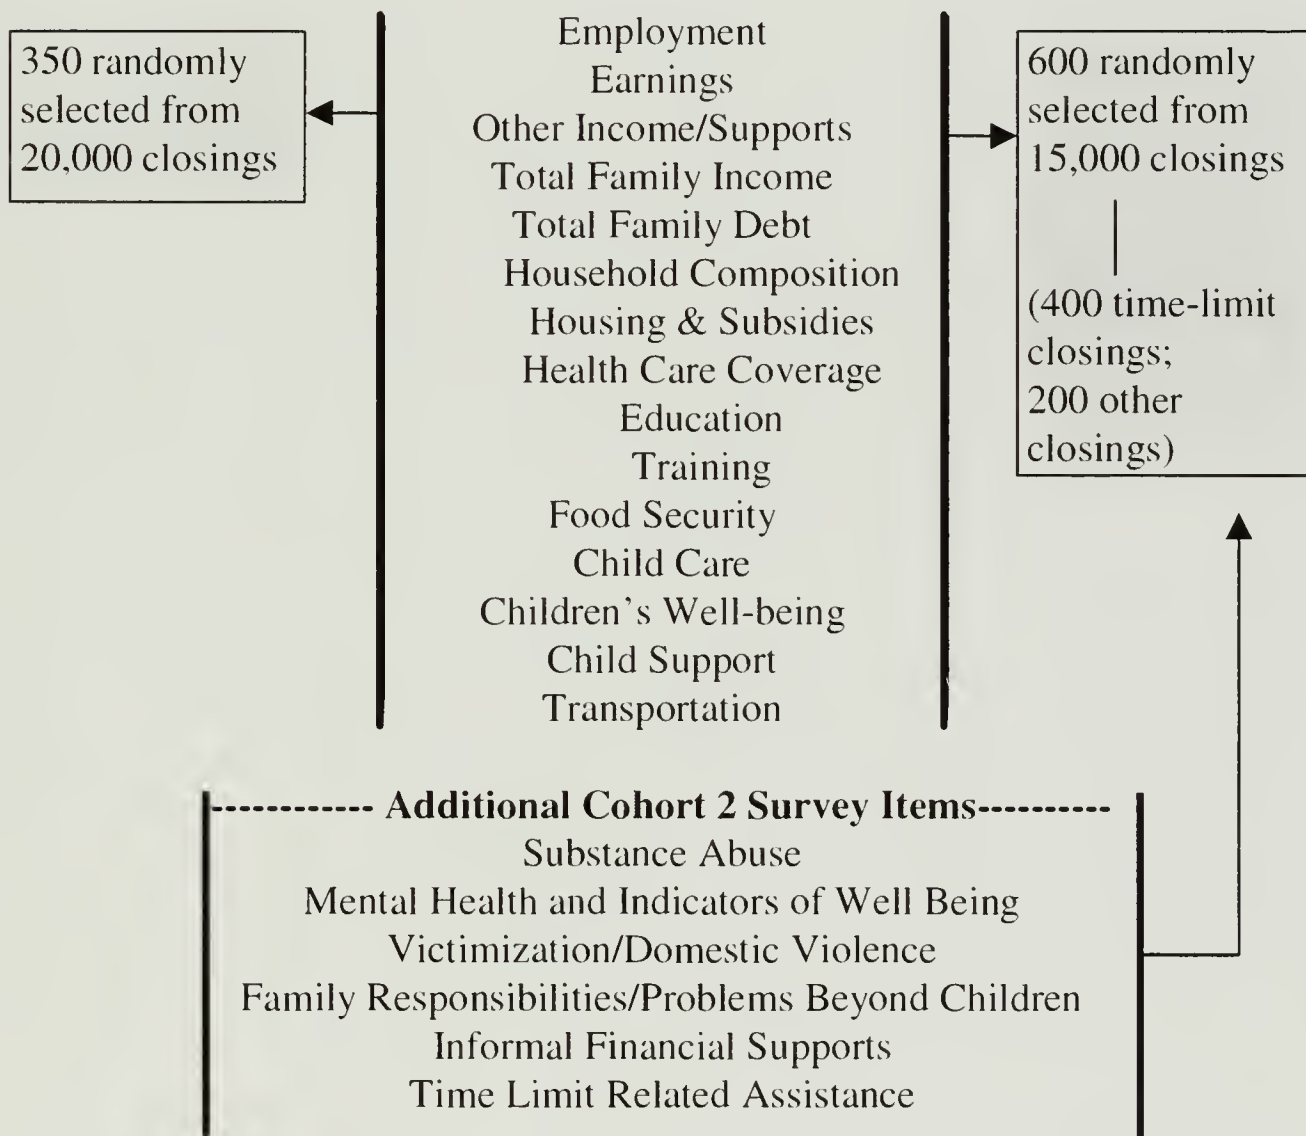 350 randomly
selected from
20,000 closings
Employment
Earnings
Other Income/Supports
Total Family Income
Total Family Debt
Household Composition
Housing & Subsidies
Health Care Coverage
Education
Training
Food Security
Child Care
Children's Well-being
Child Support
Transportation
600 randomly
selected from
15,000 closings
(400 time-limit
closings;
200 other
closings)
----------- Additional Cohort 2 Survey Items----------
Substance Abuse
Mental Health and Indicators of Well Being
Victimization/Domestic Violence
Family Responsibilities/Problems Beyond Children
Informal Financial Supports
Time Limit Related Assistance